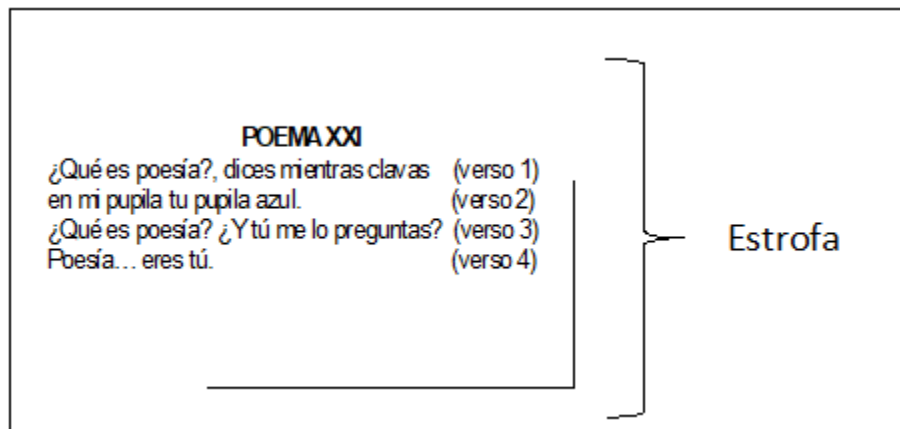 POEMA XXI
¿Qué es poesía?, dices mientras clavas (verso 1)
en mi pupila tu pupila azul. (verso 2)
¿Qué es poesía? ¿Y tú me lo preguntas? (verso 3)
Poesía… eres tú. (verso 4)
Estrofa